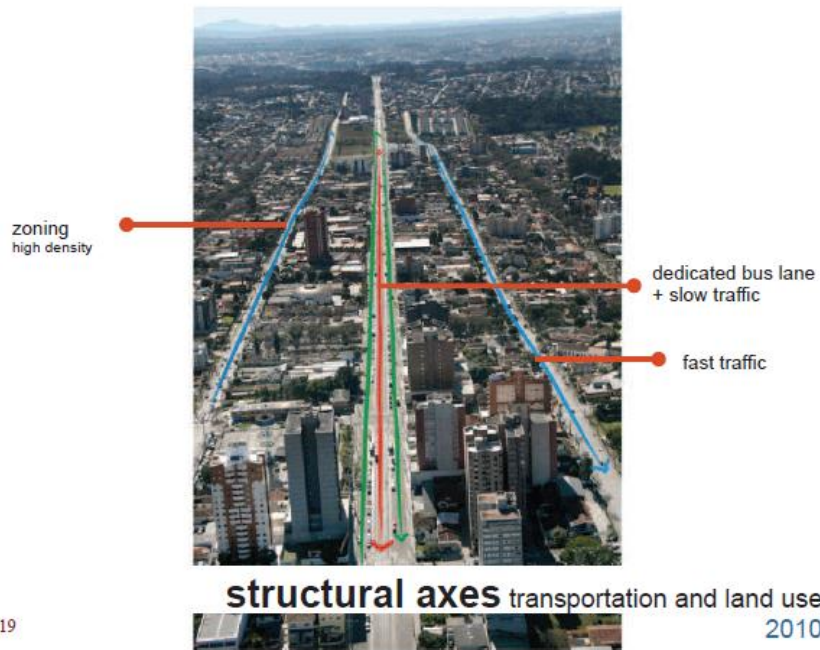 zoning
high density
dedicated bus lane
+ slow traffic
fast traffic
structural axes transportation and land use
19
2010